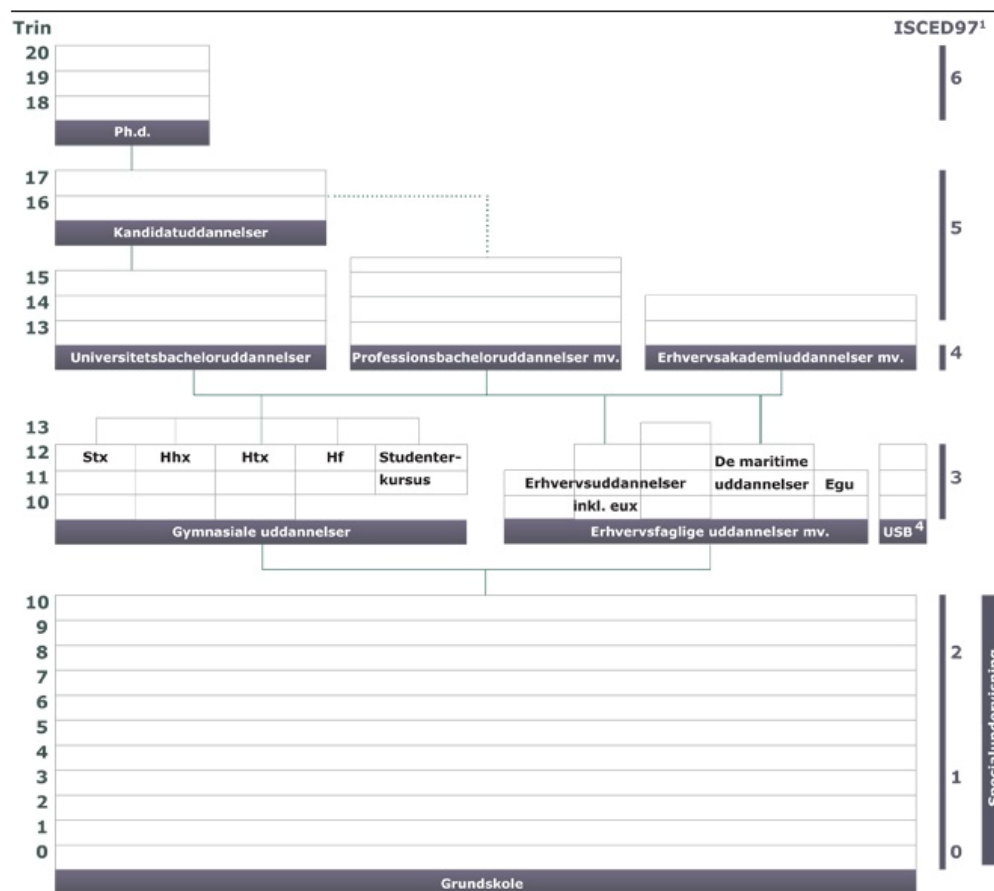 Trin ISCED97¹
20
19 6
18
Ph.d.
17
16
5
Kandidatuddannelser
15
14
13
Universitetsbacheloruddannelser Professionsbacheloruddannelser mv. Erhvervsakademiuddannelser mv. 4
13
12 Stx Hhx Htx Hf Studenter- De maritime
11 kursus Erhvervsuddannelser uddannelser Egu 3
10 inkl. eux
Gymnasiale uddannelser Erhvervsfaglige uddannelser mv. USB⁴
10
9
8 2
7
6
5
4
3 1
2
1
0 0
Grundskole
Specialundervisning